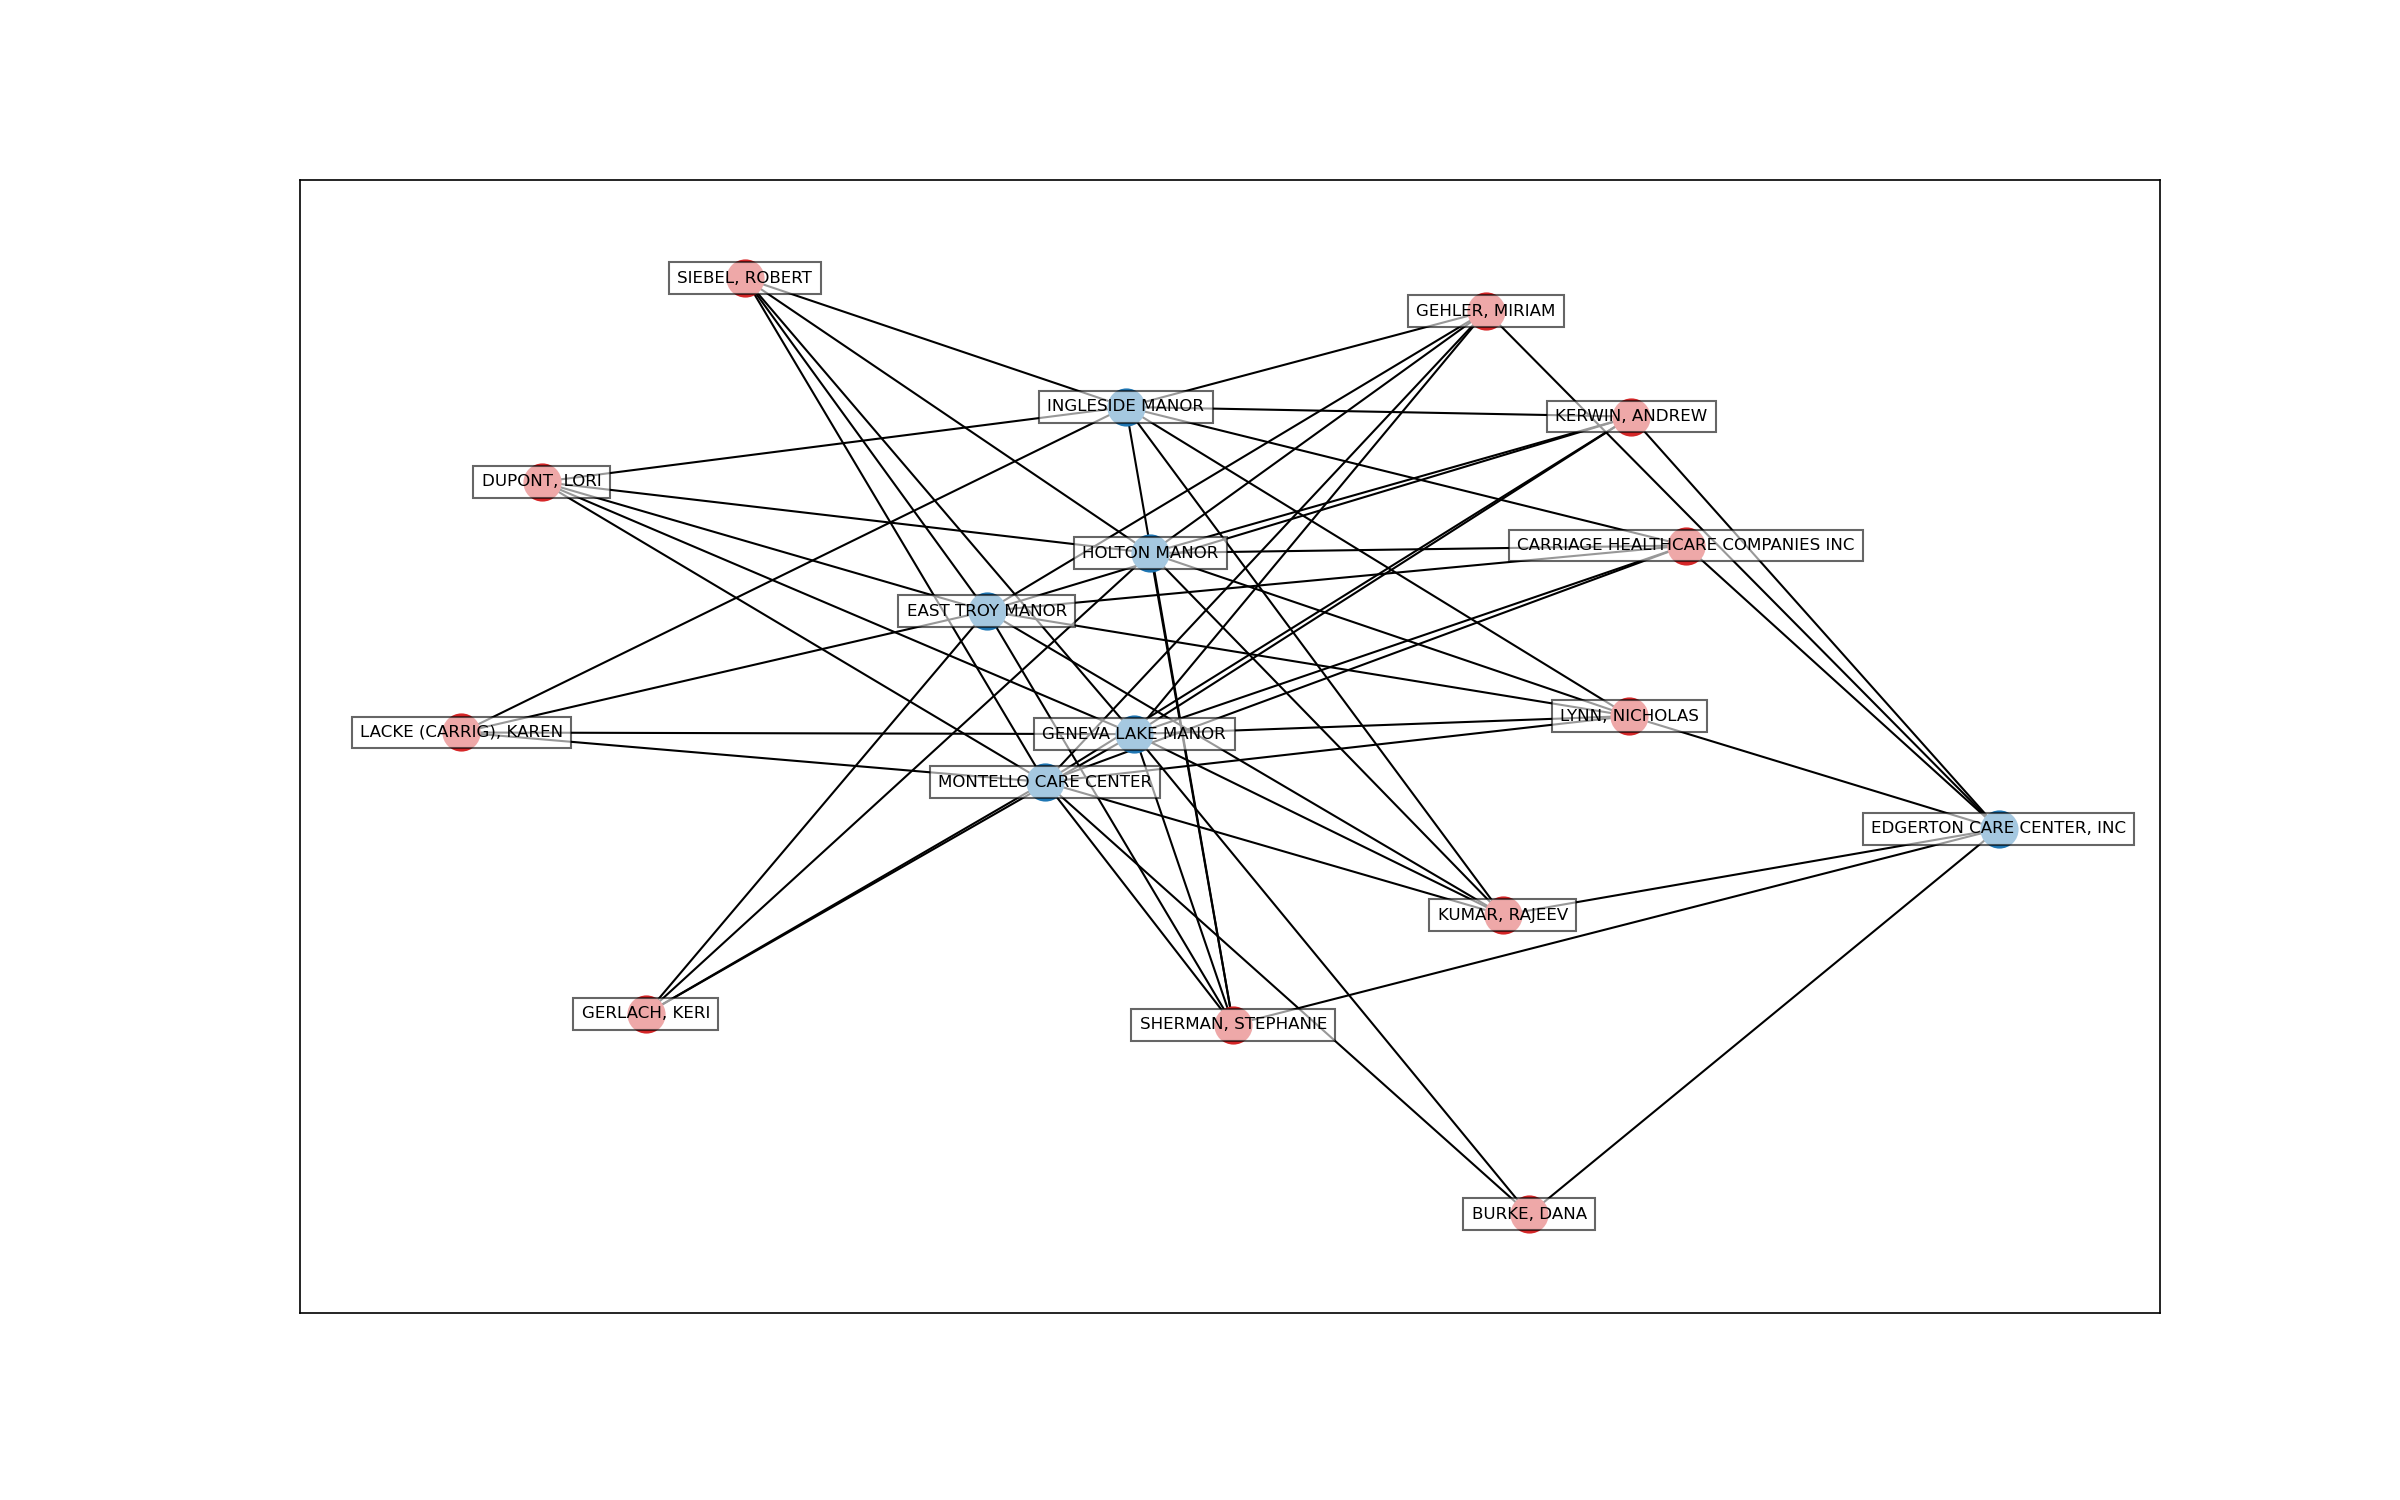 SIEBEL, ROBERT
GEHLER, MIRIAM
INGLESIDE MANOR
KERWIN, ANDREW
DUPONT, LORI
CARRIAGE HEALTHCARE COMPANIES INC
HOLTON MANOR
EAST TROY MANOR
LYNN, NICHOLAS
LACKE (CARRIG), KAREN
GENEVA LAKE MANOR
MONTELLO CARE CENTER
EDGERTON CARE CENTER, INC
KUMAR, RAJEEV
GERLACH, KERI
SHERMAN, STEPHANIE
BURKE, DANA